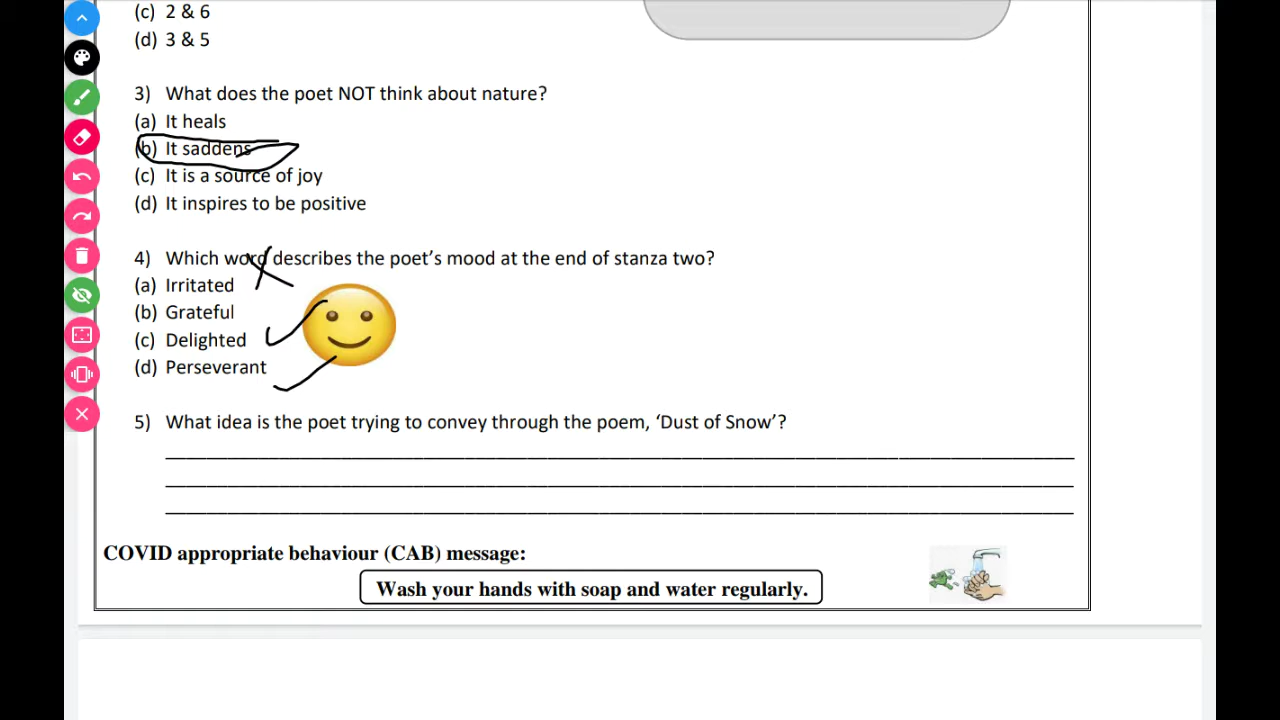 (c) 2 & 6
(d) 3 & 5
3) What does the poet NOT think about nature?
(a) It heals
(b) It saddens
(c) It is a source of joy
(d) It inspires to be positive
4) Which word describes the poet’s mood at the end of stanza two?
(a) Irritated
(b) Grateful
(c) Delighted
(d) Perseverant
5) What idea is the poet trying to convey through the poem, ‘Dust of Snow’?
COVID appropriate behaviour (CAB) message:
Wash your hands with soap and water regularly.